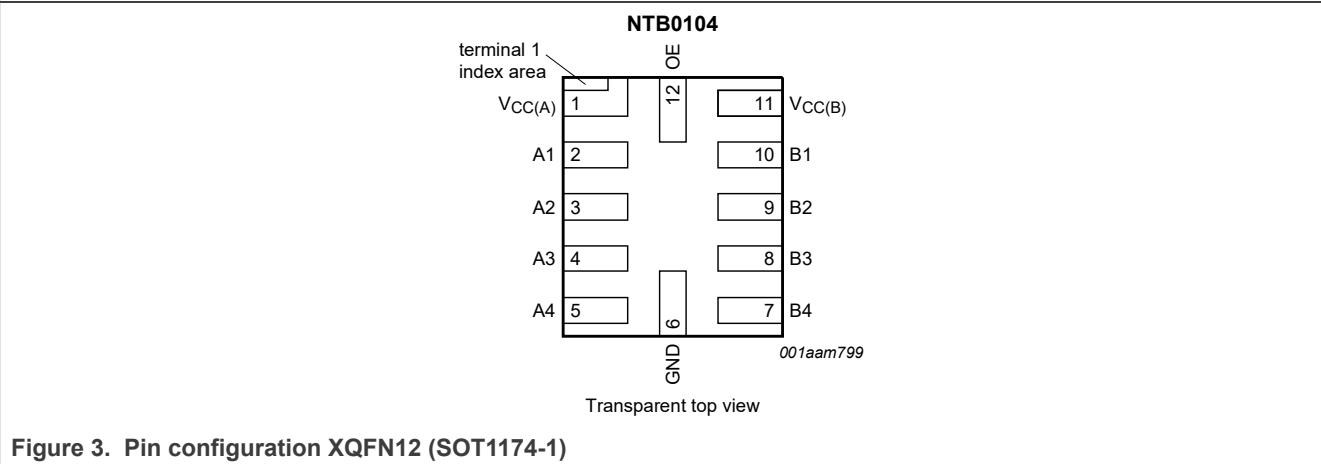 NTB0104
terminal 1
index area
OE
12
VCC(A) 1
11 VCC(B)
A1 2
10 B1
A2 3
9 B2
A3 4
8 B3
A4 5
7 B4
6
GND
001aam799
Transparent top view
Figure 3. Pin configuration XQFN12 (SOT1174-1)